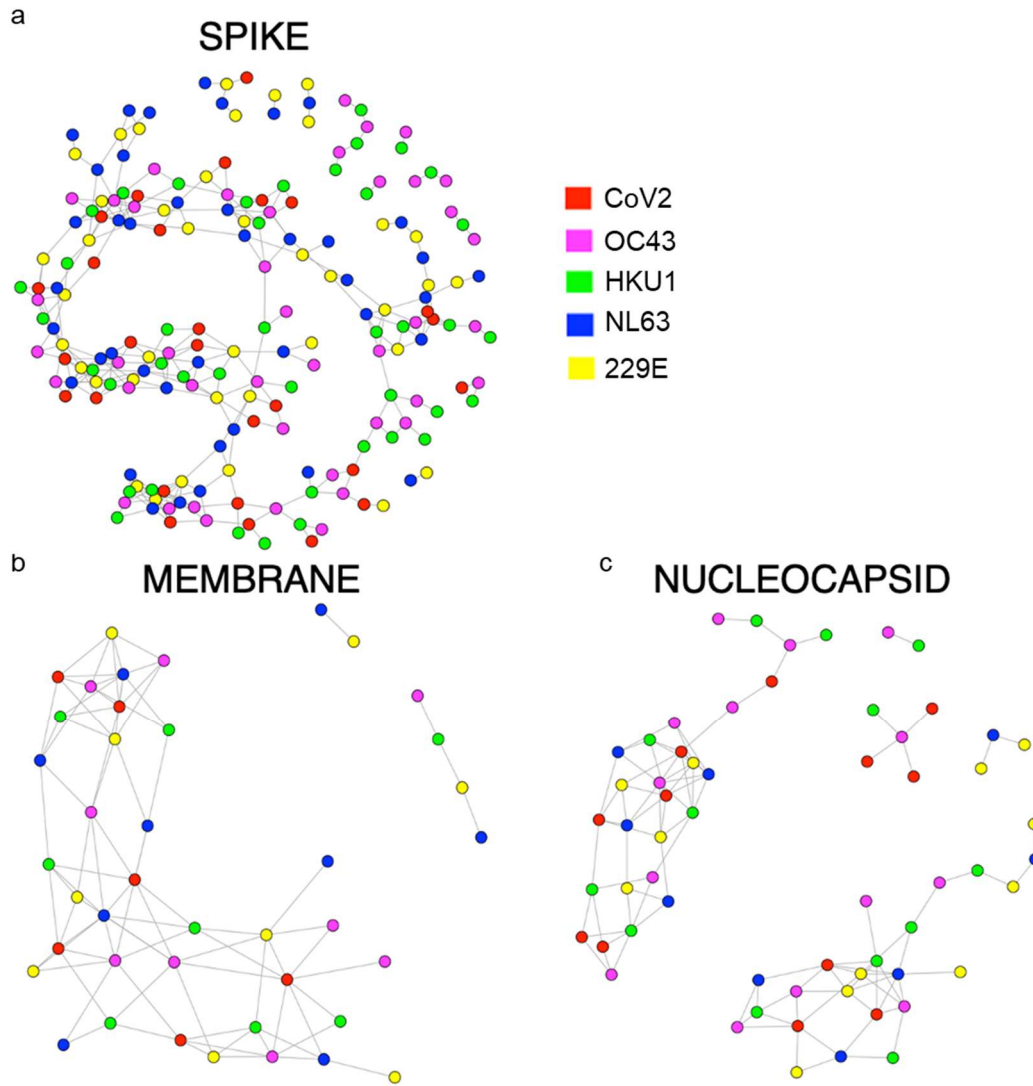 a
SPIKE
CoV2
OC43
HKU1
NL63
229E
b
MEMBRANE
c
NUCLEOCAPSID